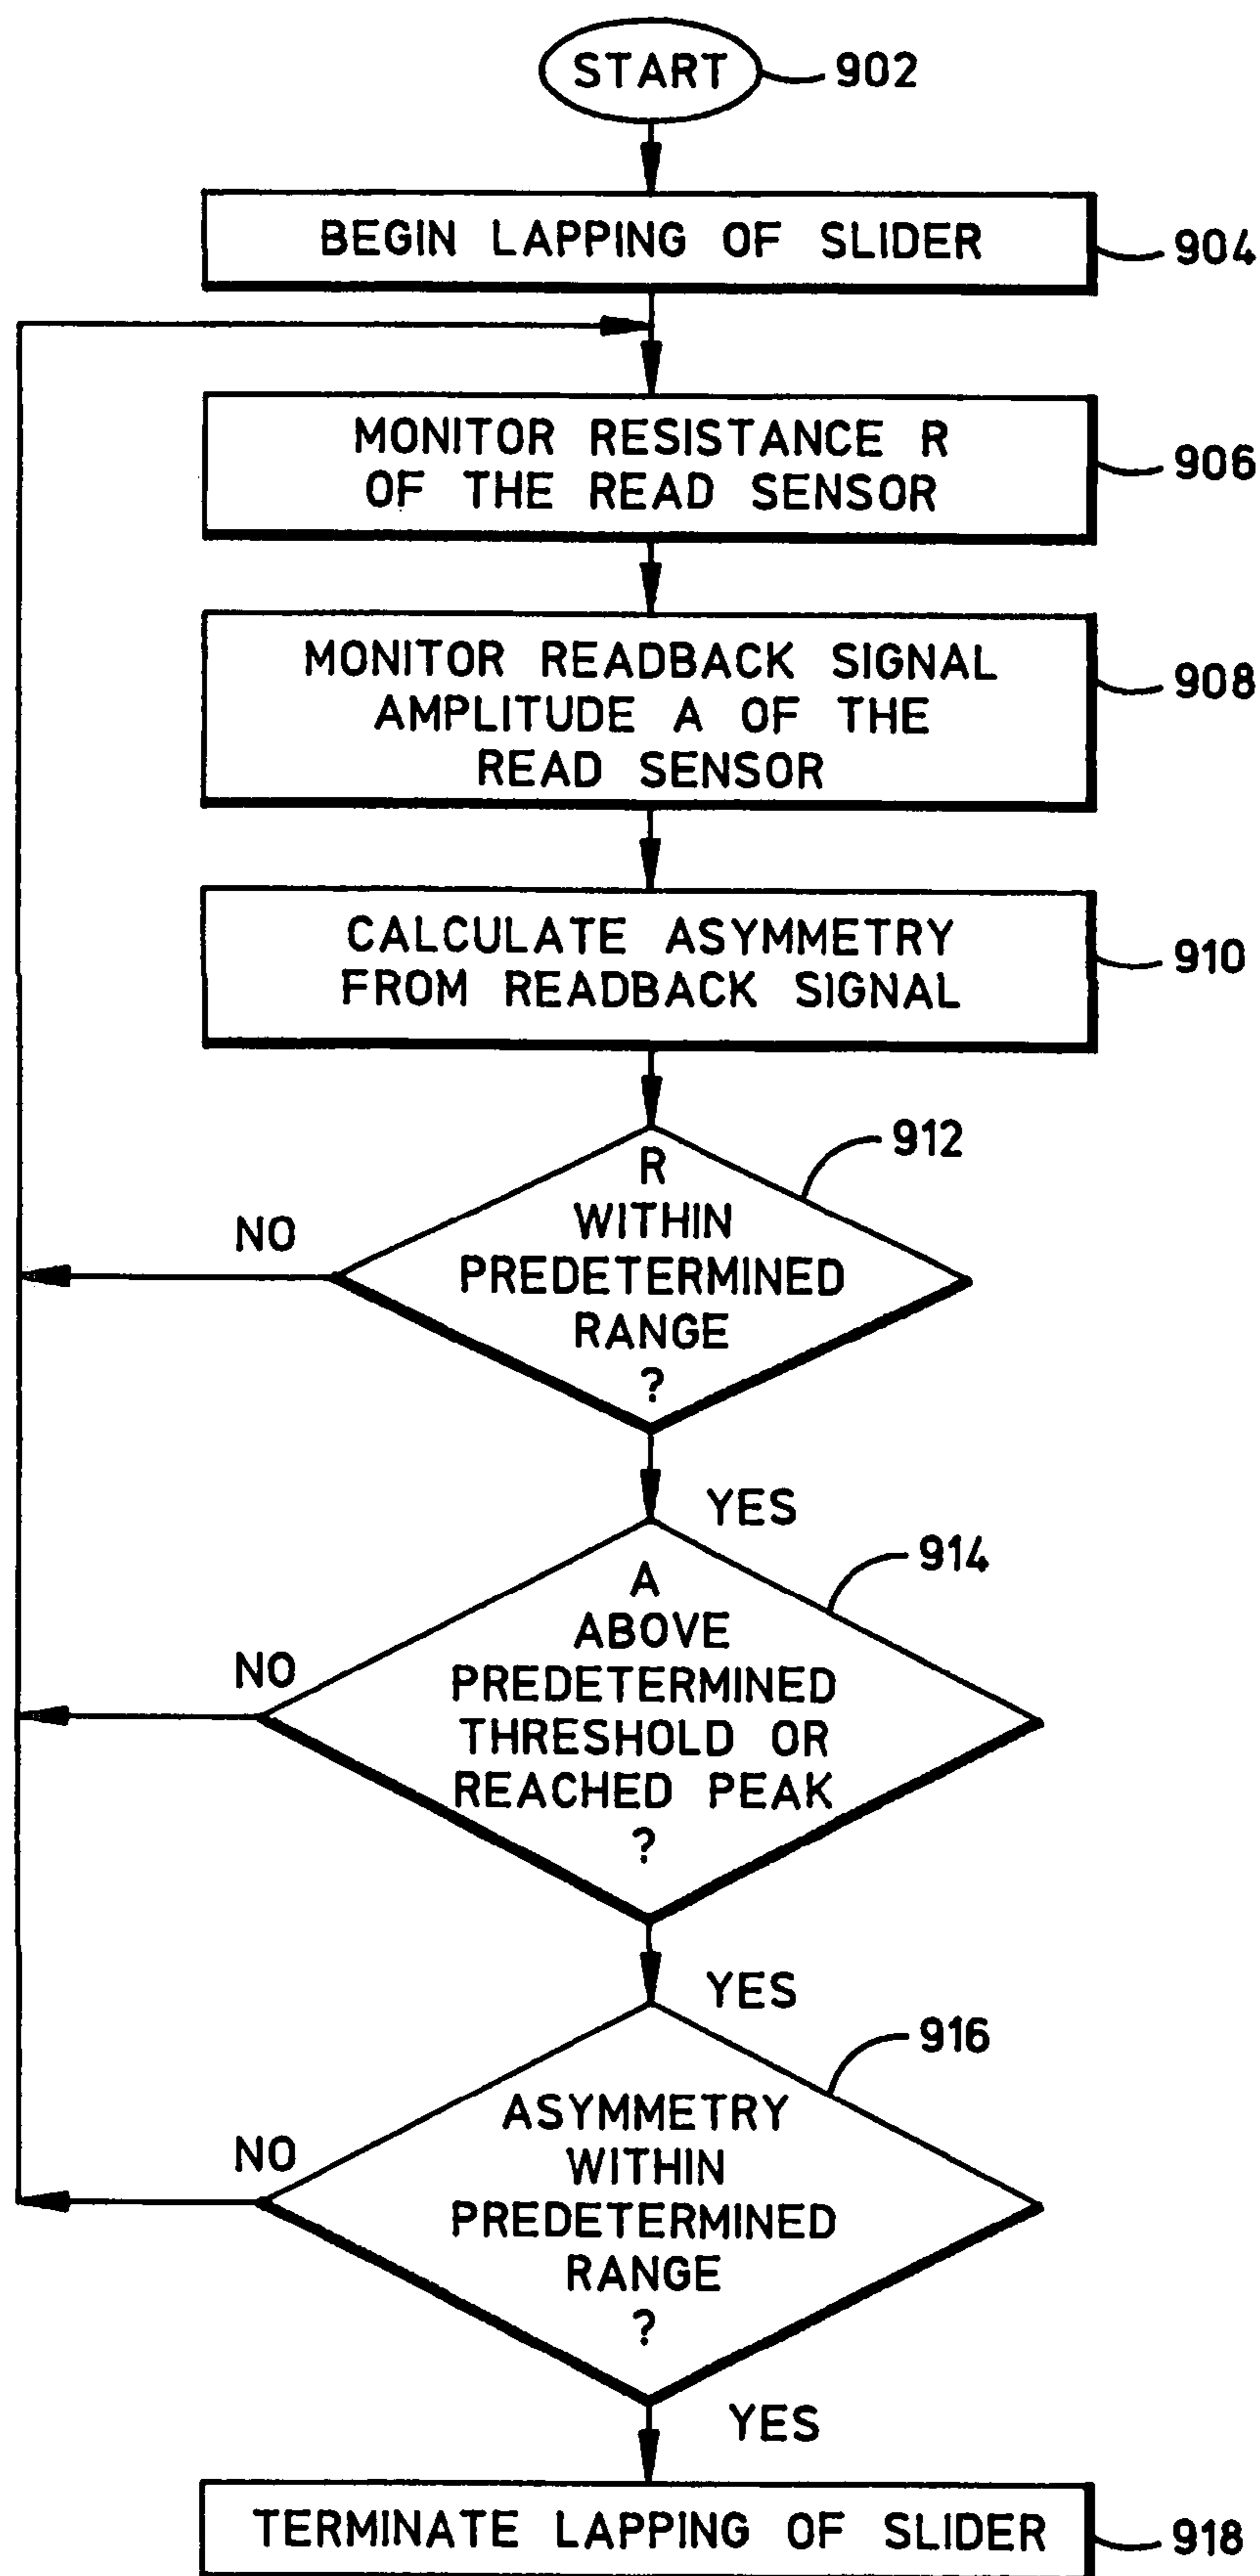 START
902
BEGIN LAPPING OF SLIDER
904
MONITOR RESISTANCE R
OF THE READ SENSOR
906
MONITOR READBACK SIGNAL
AMPLITUDE A OF THE
READ SENSOR
908
CALCULATE ASYMMETRY
FROM READBACK SIGNAL
910
R
WITHIN
PREDETERMINED
RANGE
?
912
NO
YES
A
ABOVE
PREDETERMINED
THRESHOLD OR
REACHED PEAK
?
914
NO
YES
ASYMMETRY
WITHIN
PREDETERMINED
RANGE
?
916
NO
YES
TERMINATE LAPPING OF SLIDER
918